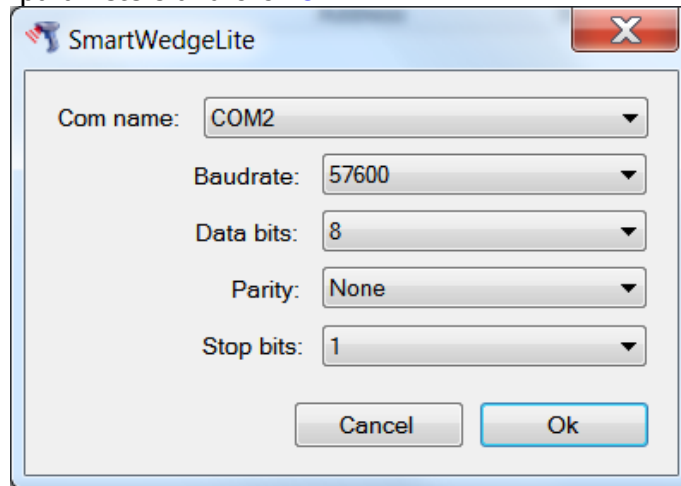 SmartWedgeLite
Com name: COM2
Baudrate: 57600
Data bits: 8
Parity: None
Stop bits: 1
Cancel Ok